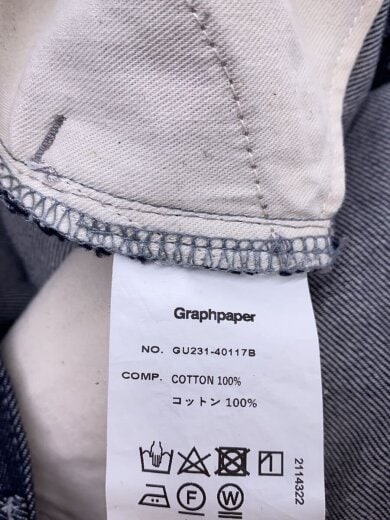 Graphpaper
NO. GU231-40117B
COMP. COTTON 100%
コットン 100%
2114322
F W